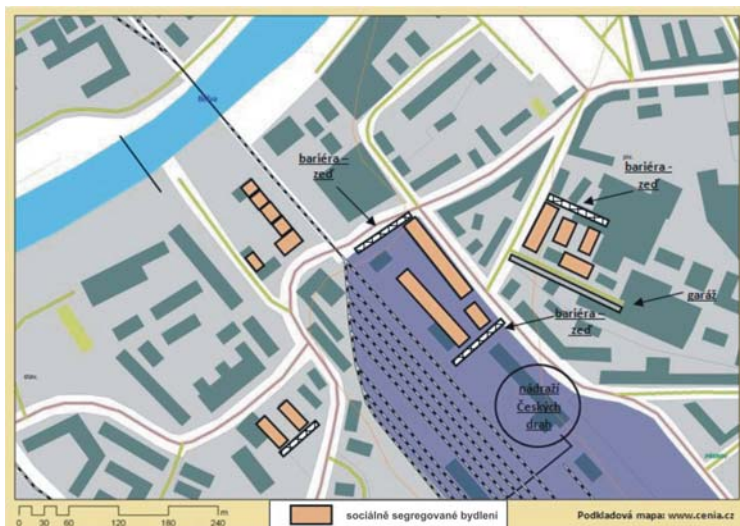 bariéra –
zeď
bariéra -
zeď
garáž
bariéra –
zeď
nádraží
Českých
drah
stav.
0 30 60 120 180 240 m
sociálně segregované bydlení
Podkladová mapa: www.cenia.cz